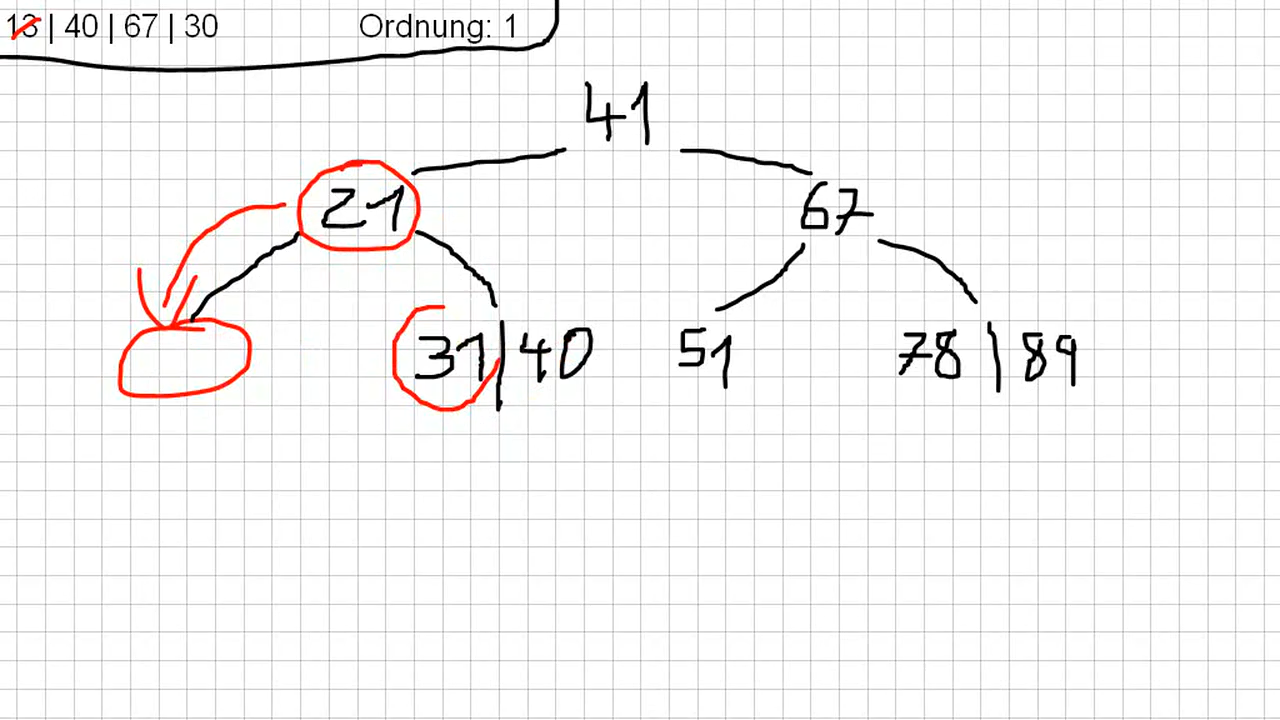 13 | 40 | 67 | 30 Ordnung: 1
41
21 67
31|40 51 78|89